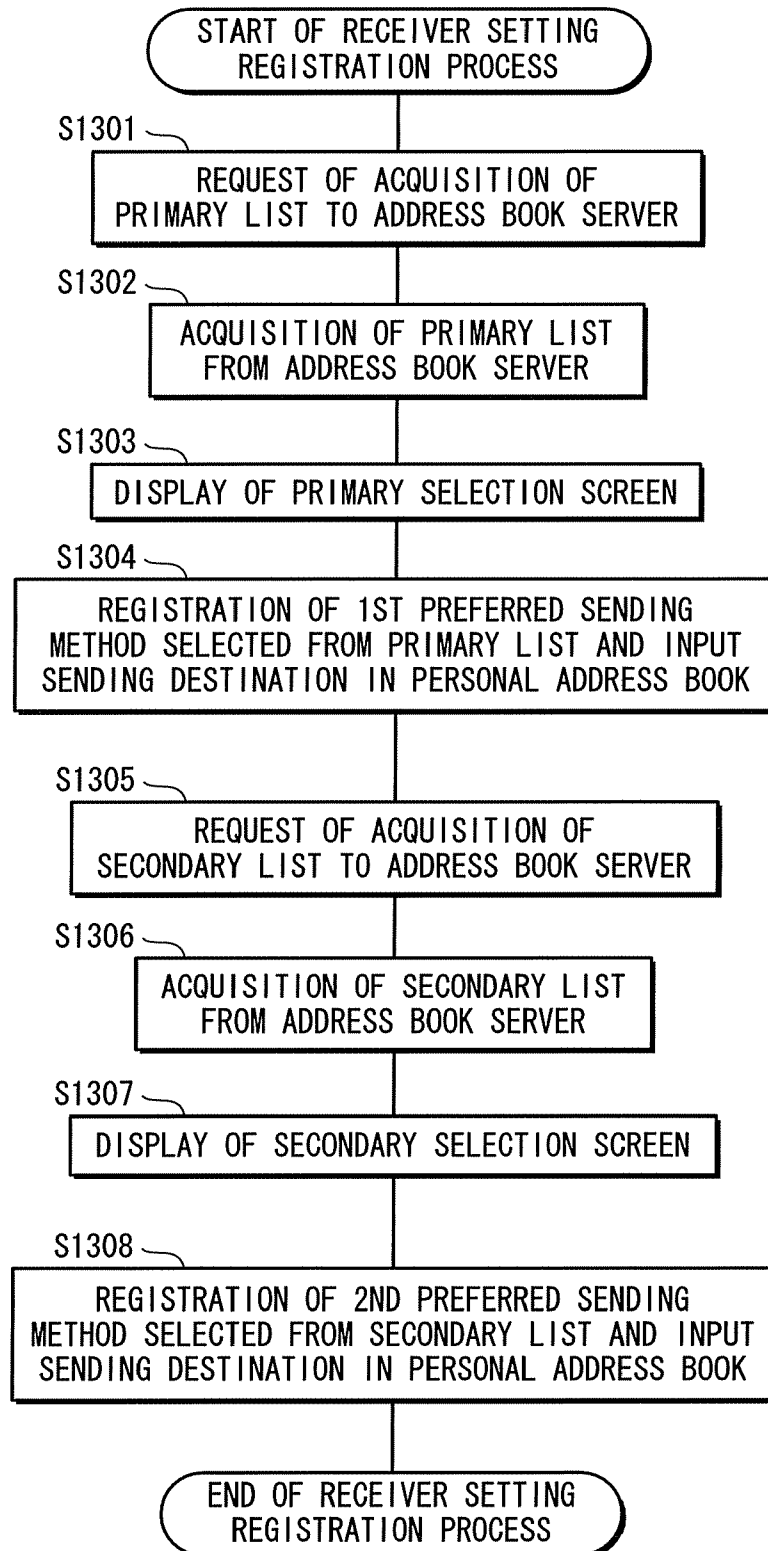 START OF RECEIVER SETTING
REGISTRATION PROCESS
S1301
REQUEST OF ACQUISITION OF
PRIMARY LIST TO ADDRESS BOOK SERVER
S1302
ACQUISITION OF PRIMARY LIST
FROM ADDRESS BOOK SERVER
S1303
DISPLAY OF PRIMARY SELECTION SCREEN
S1304
REGISTRATION OF 1ST PREFERRED SENDING
METHOD SELECTED FROM PRIMARY LIST AND INPUT
SENDING DESTINATION IN PERSONAL ADDRESS BOOK
S1305
REQUEST OF ACQUISITION OF
SECONDARY LIST TO ADDRESS BOOK SERVER
S1306
ACQUISITION OF SECONDARY LIST
FROM ADDRESS BOOK SERVER
S1307
DISPLAY OF SECONDARY SELECTION SCREEN
S1308
REGISTRATION OF 2ND PREFERRED SENDING
METHOD SELECTED FROM SECONDARY LIST AND INPUT
SENDING DESTINATION IN PERSONAL ADDRESS BOOK
END OF RECEIVER SETTING
REGISTRATION PROCESS